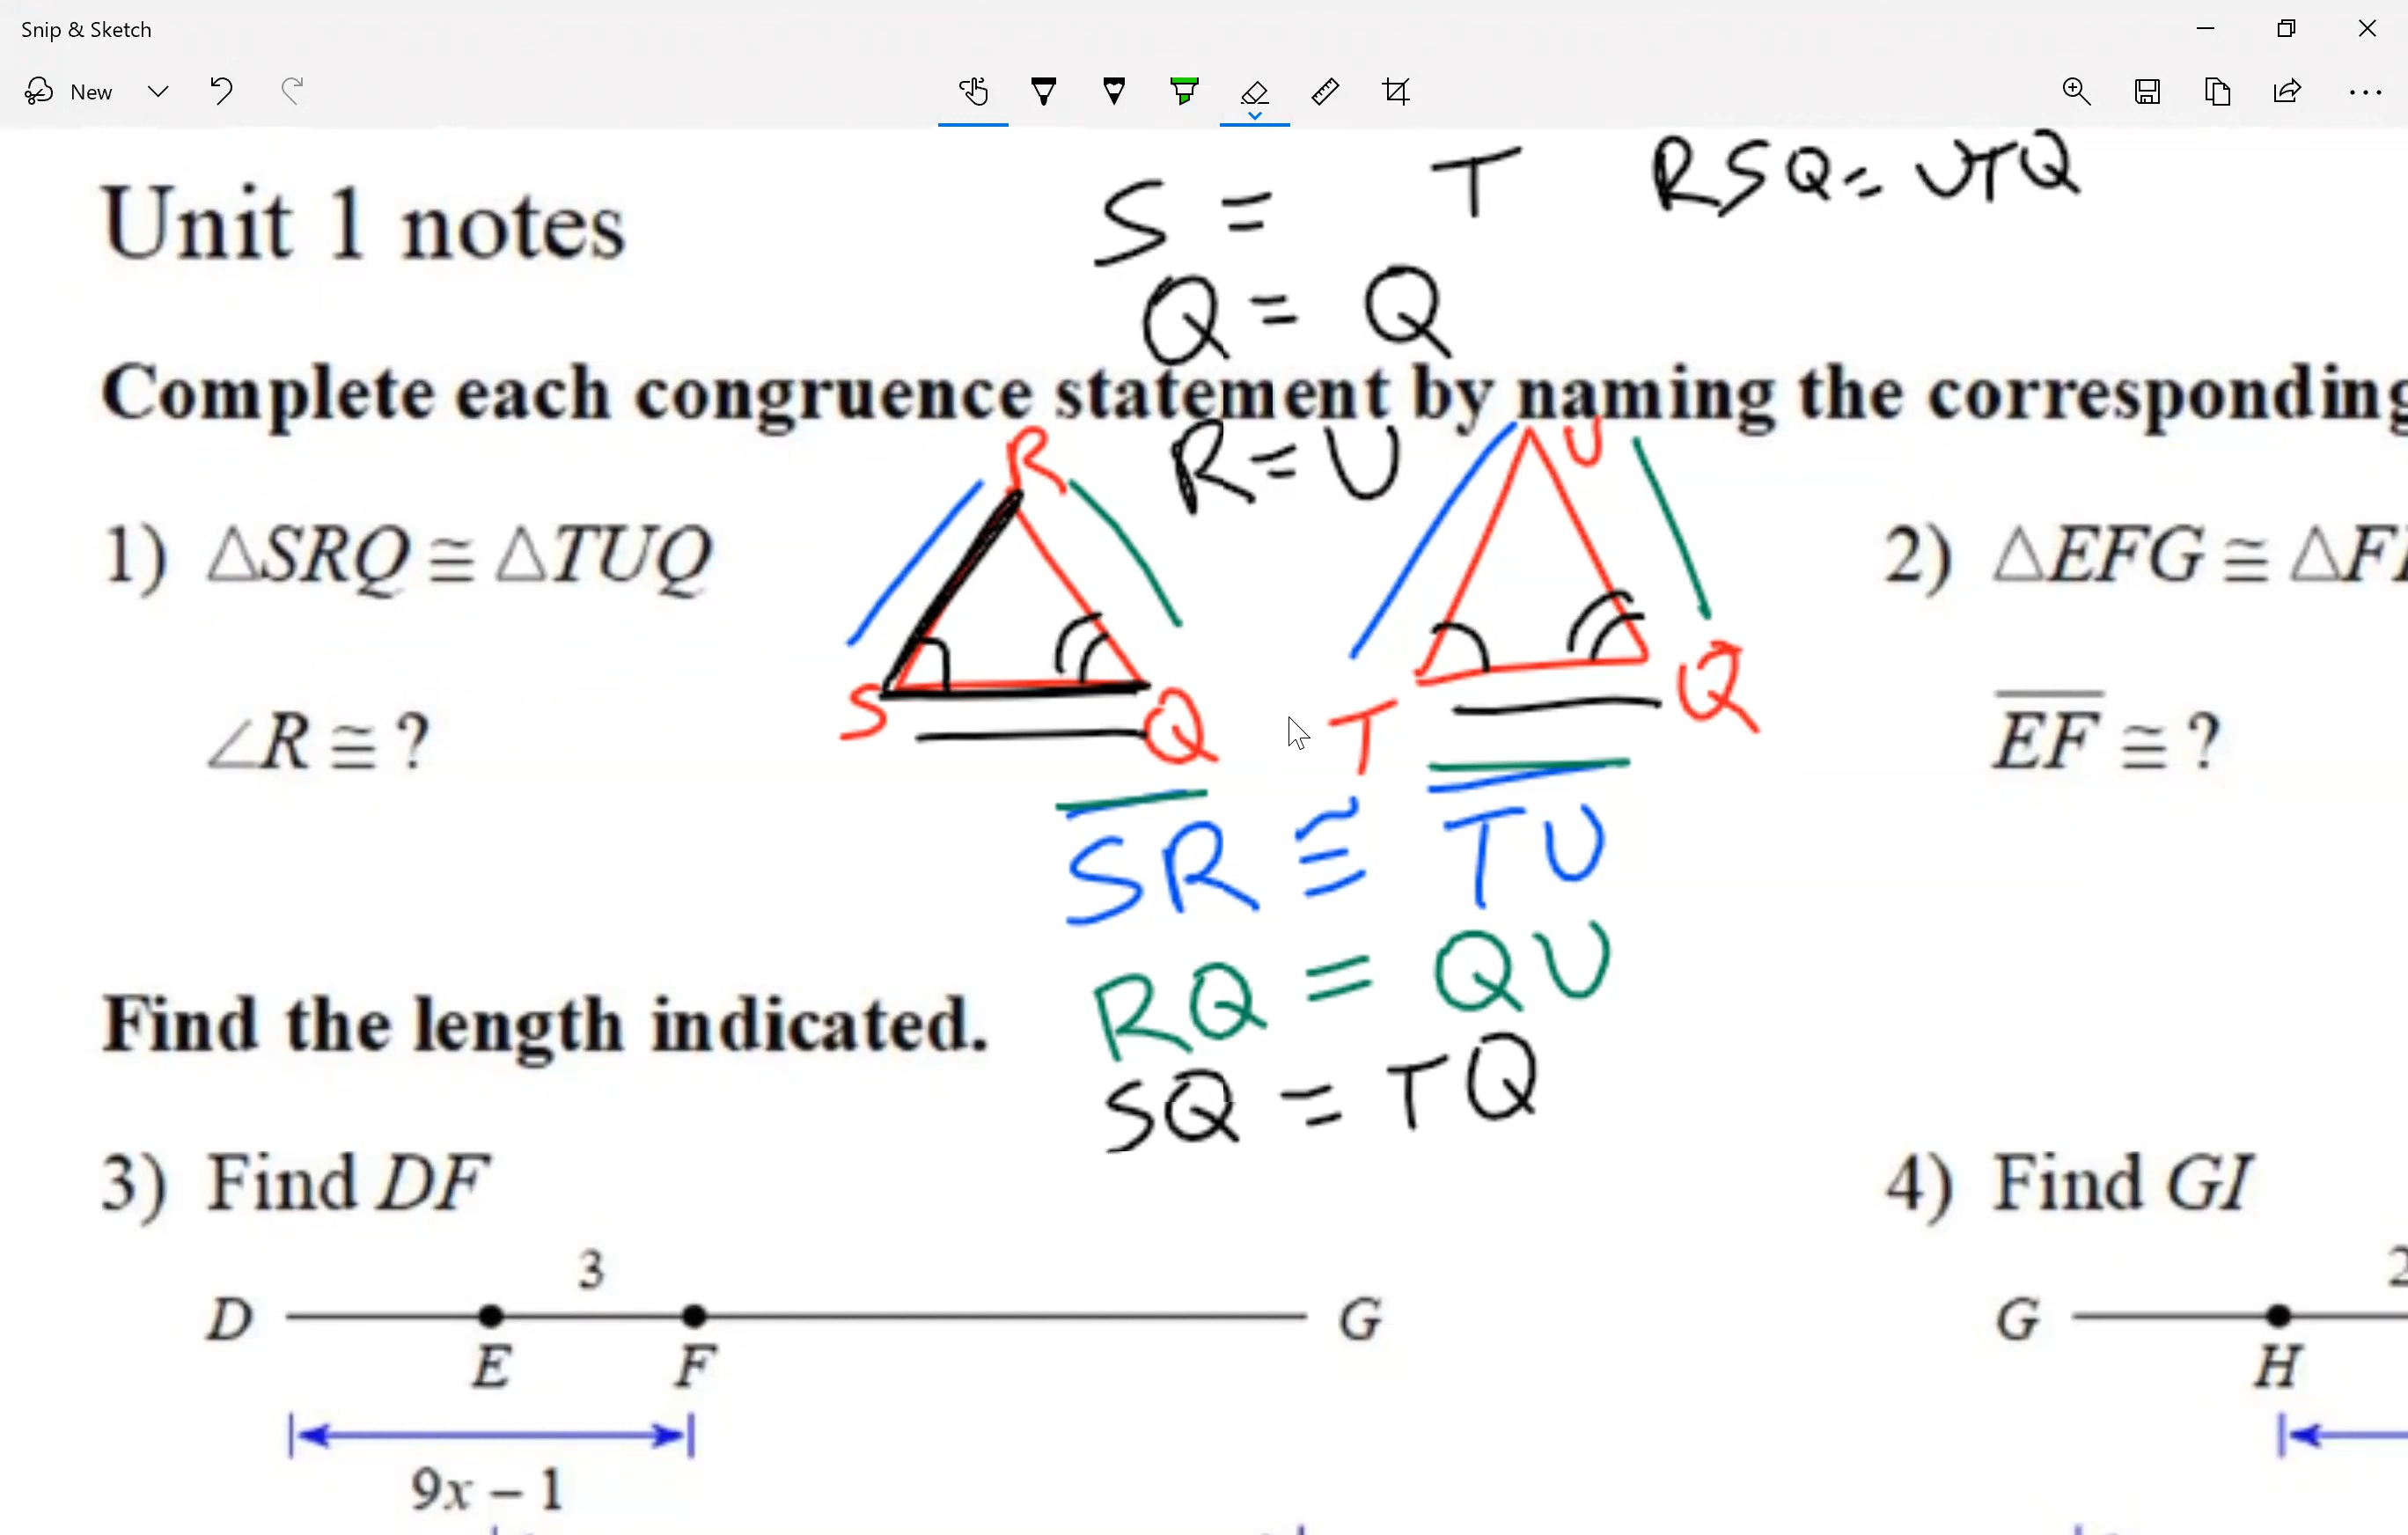 Snip & Sketch
New
S = T RSQ = UTQ
Unit 1 notes
Q = Q
Complete each congruence statement by naming the corresponding
R = U
R U
1) △SRQ ≅ △TUQ
2) △EFG ≅ △F
S Q T Q
∠R ≅ ?
EF ≅ ?
SR ≅ TU
RQ = QU
Find the length indicated.
SQ = TQ
3) Find DF
4) Find GI
3
2
D E F G
G H
9x – 1